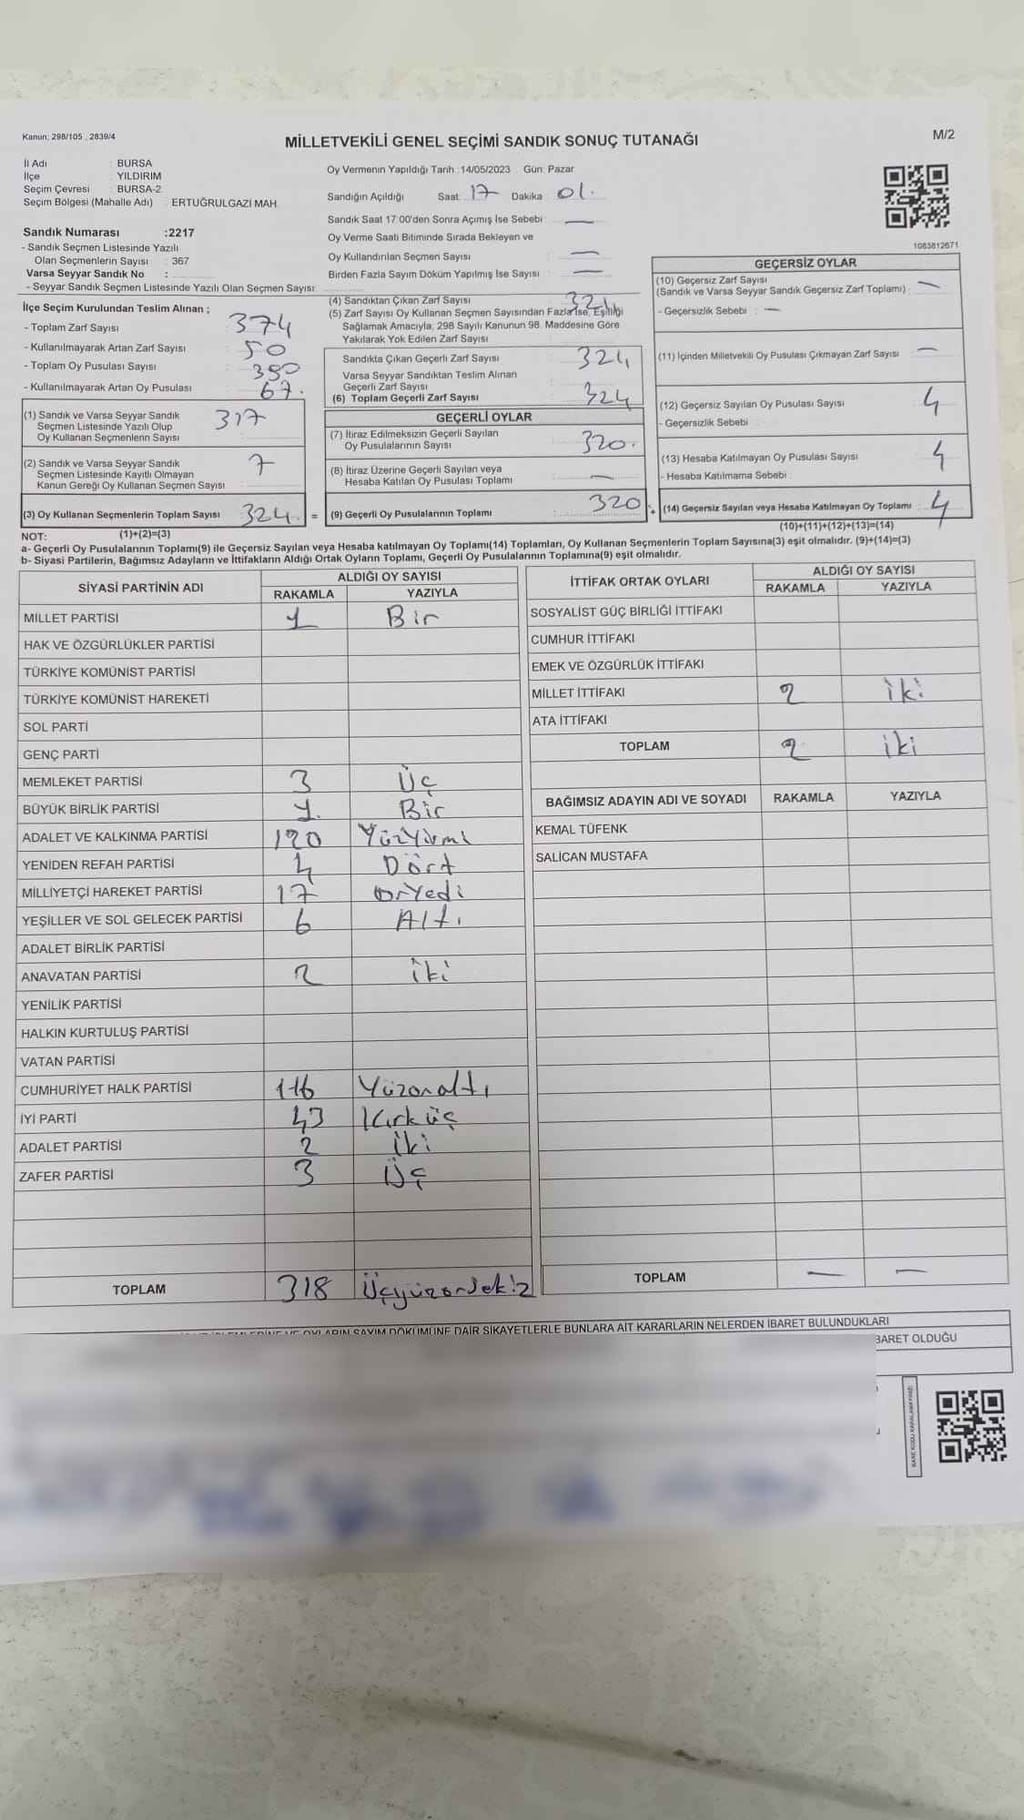 Kanun: 298/105 , 2839/4
MİLLETVEKİLİ GENEL SEÇİMİ SANDIK SONUÇ TUTANAĞI
M/2
İl Adı : BURSA
İlçe : YILDIRIM
Seçim Çevresi : BURSA-2
Seçim Bölgesi (Mahalle Adı) : ERTUĞRULGAZİ MAH.
Sandık Numarası :2217
- Sandık Seçmen Listesinde Yazılı
Olan Seçmenlerin Sayısı : 367
Varsa Seyyar Sandık No :
- Seyyar Sandık Seçmen Listesinde Yazılı Olan Seçmen Sayısı :
Oy Vermenin Yapıldığı Tarih :14/05/2023 Gün: Pazar
Sandığın Açıldığı Saat: 17 Dakika 01.
Sandık Saat 17:00'den Sonra Açımış İse Sebebi : —
Oy Verme Saati Bitiminde Sırada Bekleyen ve
Oy Kullandırılan Seçmen Sayısı —
Birden Fazla Sayım Döküm Yapılmış İse Sayısı —
1083812671
İlçe Seçim Kurulundan Teslim Alınan ;
- Toplam Zarf Sayısı 374
- Kullanılmayarak Artan Zarf Sayısı 50
- Toplam Oy Pusulası Sayısı
- Kullanılmayarak Artan Oy Pusulası 67.
(1) Sandık ve Varsa Seyyar Sandık
Seçmen Listesinde Yazılı Olup
Oy Kullanan Seçmenlerin Sayısı 317
(2) Sandık ve Varsa Seyyar Sandık
Seçmen Listesinde Kayıtlı Olmayan
Kanun Gereği Oy Kullanan Seçmen Sayısı 7
(3) Oy Kullanan Seçmenlerin Toplam Sayısı 324 =
(4) Sandıktan Çıkan Zarf Sayısı 324
(5) Zarf Sayısı Oy Kullanan Seçmen Sayısından Fazla İse, Eşitliği
Sağlamak Amacıyla, 298 Sayılı Kanunun 98. Maddesine Göre
Yakılarak Yok Edilen Zarf Sayısı
Sandıkta Çıkan Geçerli Zarf Sayısı 324
Varsa Seyyar Sandıktan Teslim Alınan
Geçerli Zarf Sayısı
(6) Toplam Geçerli Zarf Sayısı 324
GEÇERLİ OYLAR
(7) İtiraz Edilmeksizin Geçerli Sayılan
Oy Pusulalarının Sayısı 320.
(8) İtiraz Üzerine Geçerli Sayılan veya
Hesaba Katılan Oy Pusulası Toplamı —
(9) Geçerli Oy Pusulalarının Toplamı 320 +
GEÇERSİZ OYLAR
(10) Geçersiz Zarf Sayısı
(Sandık ve Varsa Seyyar Sandık Geçersiz Zarf Toplamı) : —
- Geçersizlik Sebebi : —
(11) İçinden Milletvekili Oy Pusulası Çıkmayan Zarf Sayısı —
(12) Geçersiz Sayılan Oy Pusulası Sayısı 4
- Geçersizlik Sebebi
(13) Hesaba Katılmayan Oy Pusulası Sayısı 4
- Hesaba Katılmama Sebebi
(14) Geçersiz Sayılan veya Hesaba Katılmayan Oy Toplamı 4
NOT: (1)+(2)=(3)
(10)+(11)+(12)+(13)=(14)
a- Geçerli Oy Pusulalarının Toplamı(9) ile Geçersiz Sayılan veya Hesaba katılmayan Oy Toplamı(14) Toplamları, Oy Kullanan Seçmenlerin Toplam Sayısına(3) eşit olmalıdır. (9)+(14)=(3)
b- Siyasi Partilerin, Bağımsız Adayların ve İttifakların Aldığı Ortak Oyların Toplamı, Geçerli Oy Pusulalarının Toplamına(9) eşit olmalıdır.
SİYASİ PARTİNİN ADI ALDIĞI OY SAYISI
RAKAMLA YAZIYLA
MİLLET PARTİSİ 1 Bir
HAK VE ÖZGÜRLÜKLER PARTİSİ
TÜRKİYE KOMÜNİST PARTİSİ
TÜRKİYE KOMÜNİST HAREKETİ
SOL PARTİ
GENÇ PARTİ
MEMLEKET PARTİSİ 3 Üç
BÜYÜK BİRLİK PARTİSİ 1. Bir
ADALET VE KALKINMA PARTİSİ 120 Yüzyirmi
YENİDEN REFAH PARTİSİ 4 Dört
MİLLİYETÇİ HAREKET PARTİSİ 17 onyedi
YEŞİLLER VE SOL GELECEK PARTİSİ 6 Altı
ADALET BİRLİK PARTİSİ
ANAVATAN PARTİSİ 2 iki
YENİLİK PARTİSİ
HALKIN KURTULUŞ PARTİSİ
VATAN PARTİSİ
CUMHURİYET HALK PARTİSİ 116 Yüzonaltı
İYİ PARTİ 43 Kırküç
ADALET PARTİSİ 2 iki
ZAFER PARTİSİ 3 Üç
TOPLAM 318 Üçyüzonsekiz
İTTİFAK ORTAK OYLARI ALDIĞI OY SAYISI
RAKAMLA YAZIYLA
SOSYALİST GÜÇ BİRLİĞİ İTTİFAKI
CUMHUR İTTİFAKI
EMEK VE ÖZGÜRLÜK İTTİFAKI
MİLLET İTTİFAKI 2 iki
ATA İTTİFAKI
TOPLAM 2 iki
BAĞIMSIZ ADAYIN ADI VE SOYADI RAKAMLA YAZIYLA
KEMAL TÜFENK
SALİCAN MUSTAFA
TOPLAM — —
VE OYLARIN SAYIM DÖKÜMÜNE DAİR ŞİKAYETLERLE BUNLARA AİT KARARLARIN NELERDEN İBARET BULUNDUKLARI
BARET OLDUĞU